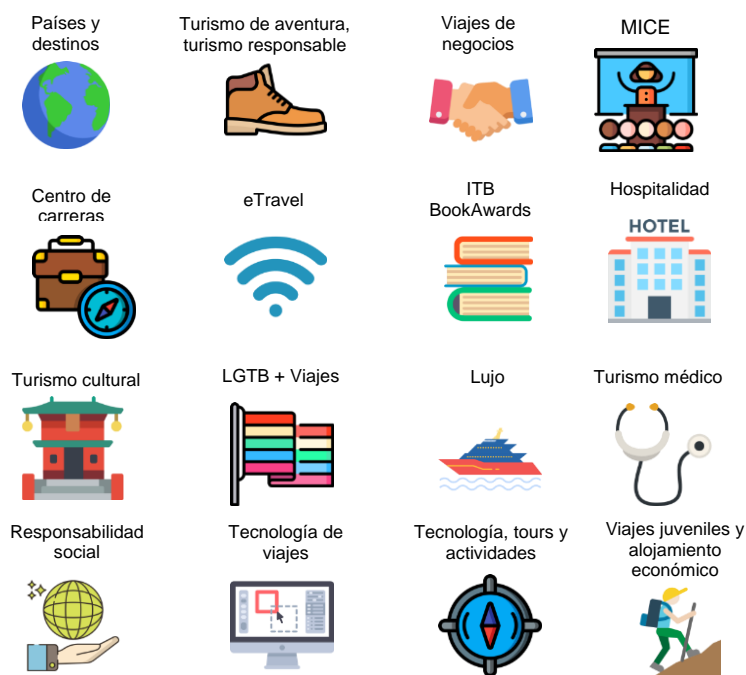 Países y
destinos
Turismo de aventura,
turismo responsable
Viajes de
negocios
MICE
Centro de
carreras
eTravel
ITB
BookAwards
Hospitalidad
HOTEL
Turismo cultural
LGTB + Viajes
Lujo
Turismo médico
Responsabilidad
social
Tecnología de
viajes
Tecnología, tours y
actividades
Viajes juveniles y
alojamiento
económico